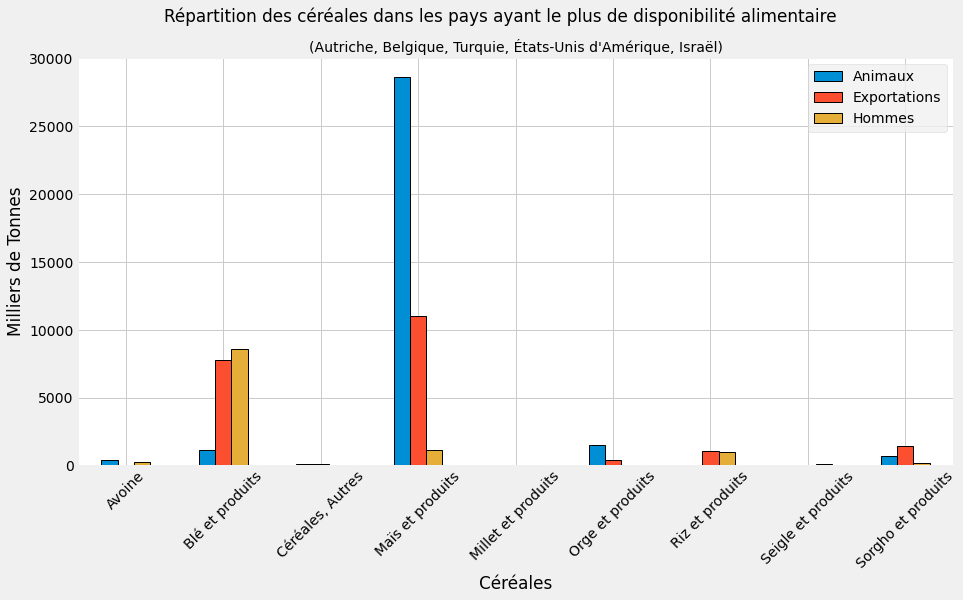 Répartition des céréales dans les pays ayant le plus de disponibilité alimentaire
(Autriche, Belgique, Turquie, États-Unis d'Amérique, Israël)
Animaux
Exportations
Hommes
Milliers de Tonnes
30000
25000
20000
15000
10000
5000
0
Avoine
Blé et produits
Céréales, Autres
Maïs et produits
Millet et produits
Orge et produits
Riz et produits
Seigle et produits
Sorgho et produits
Céréales